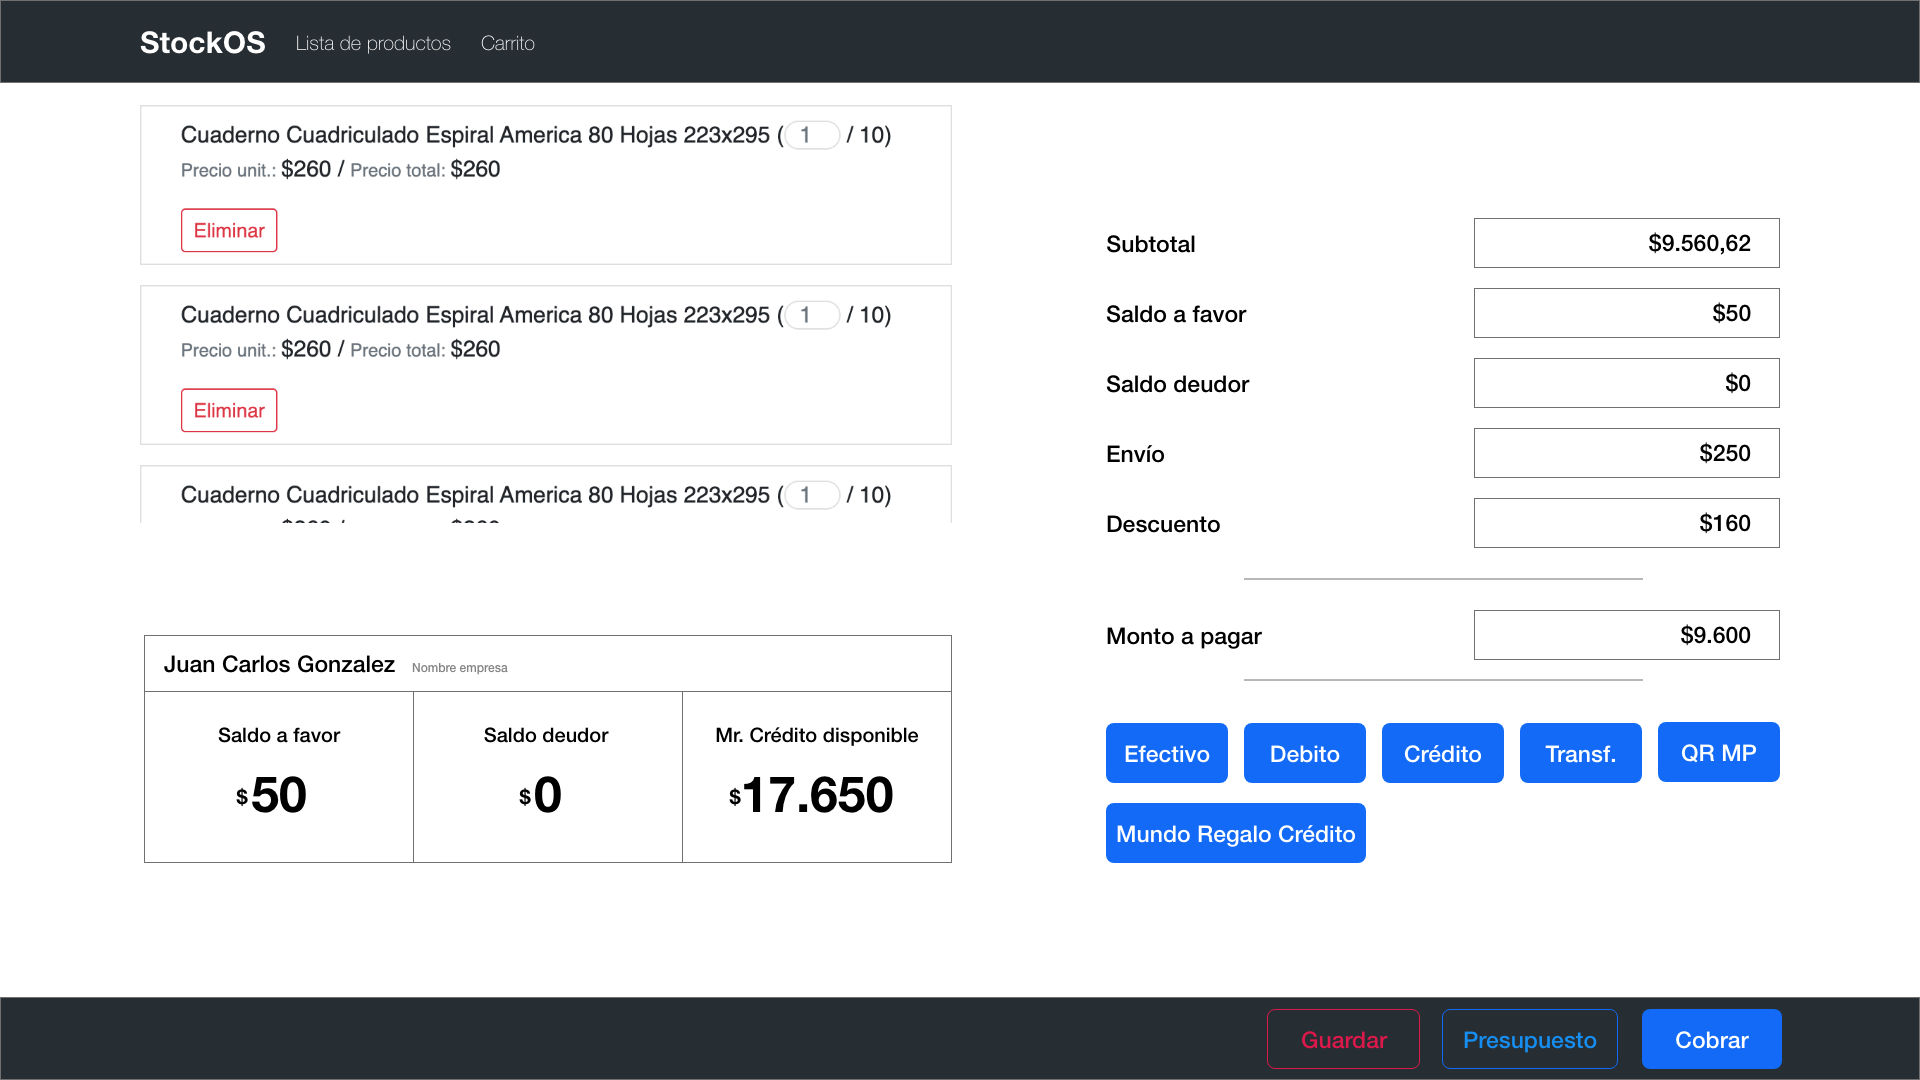 StockOS Lista de productos Carrito
Cuaderno Cuadriculado Espiral America 80 Hojas 223x295 ( 1 / 10)
Precio unit.: $260 / Precio total: $260
Eliminar
Cuaderno Cuadriculado Espiral America 80 Hojas 223x295 ( 1 / 10)
Precio unit.: $260 / Precio total: $260
Eliminar
Cuaderno Cuadriculado Espiral America 80 Hojas 223x295 ( 1 / 10)
Juan Carlos Gonzalez Nombre empresa
Saldo a favor
$50
Saldo deudor
$0
Mr. Crédito disponible
$17.650
Subtotal $9.560,62
Saldo a favor $50
Saldo deudor $0
Envío $250
Descuento $160
Monto a pagar $9.600
Efectivo Debito Crédito Transf. QR MP
Mundo Regalo Crédito
Guardar Presupuesto Cobrar